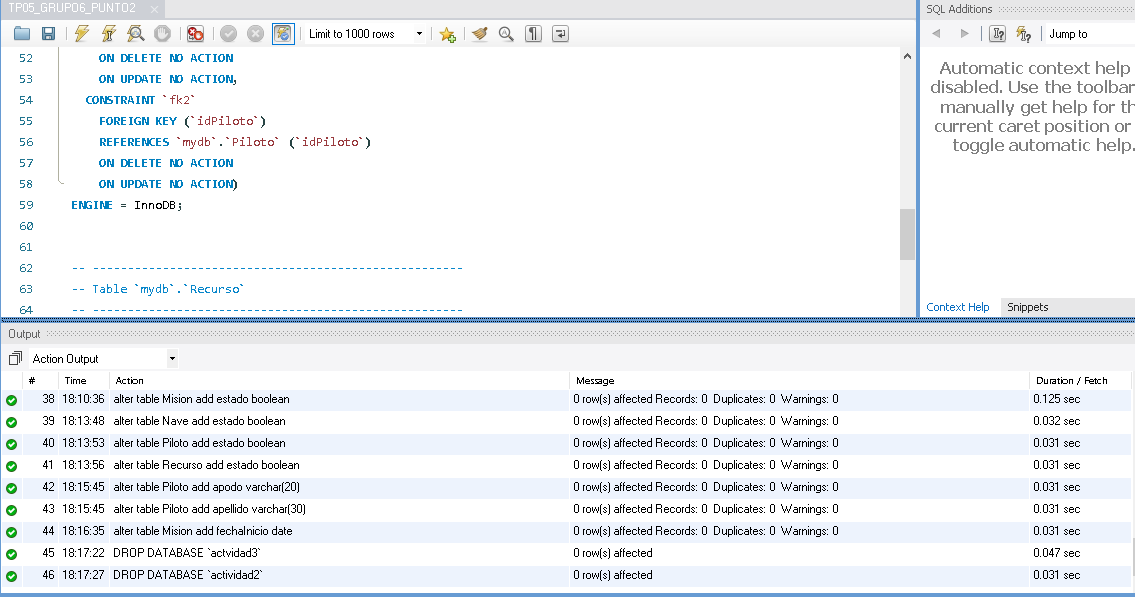 TP05_GRUPO6_PUNTO2
SQL Additions
Limit to 1000 rows
Jump to
52 ON DELETE NO ACTION
53 ON UPDATE NO ACTION,
54 CONSTRAINT `fk2`
55 FOREIGN KEY (`idPiloto`)
56 REFERENCES `mydb`.`Piloto` (`idPiloto`)
57 ON DELETE NO ACTION
58 ON UPDATE NO ACTION)
59 ENGINE = InnoDB;
60
61
62 -- -----------------------------------------------------
63 -- Table `mydb`.`Recurso`
64 -- -----------------------------------------------------
Automatic context help
disabled. Use the toolbar
manually get help for th
current caret position or
toggle automatic help.
Context Help Snippets
Output
Action Output
# Time Action Message Duration / Fetch
38 18:10:36 alter table Mision add estado boolean 0 row(s) affected Records: 0 Duplicates: 0 Warnings: 0 0.125 sec
39 18:13:48 alter table Nave add estado boolean 0 row(s) affected Records: 0 Duplicates: 0 Warnings: 0 0.032 sec
40 18:13:53 alter table Piloto add estado boolean 0 row(s) affected Records: 0 Duplicates: 0 Warnings: 0 0.031 sec
41 18:13:56 alter table Recurso add estado boolean 0 row(s) affected Records: 0 Duplicates: 0 Warnings: 0 0.031 sec
42 18:15:45 alter table Piloto add apodo varchar(20) 0 row(s) affected Records: 0 Duplicates: 0 Warnings: 0 0.031 sec
43 18:15:45 alter table Piloto add apellido varchar(30) 0 row(s) affected Records: 0 Duplicates: 0 Warnings: 0 0.031 sec
44 18:16:35 alter table Mision add fechaInicio date 0 row(s) affected Records: 0 Duplicates: 0 Warnings: 0 0.031 sec
45 18:17:22 DROP DATABASE `actvidad3` 0 row(s) affected 0.047 sec
46 18:17:27 DROP DATABASE `actividad2` 0 row(s) affected 0.031 sec